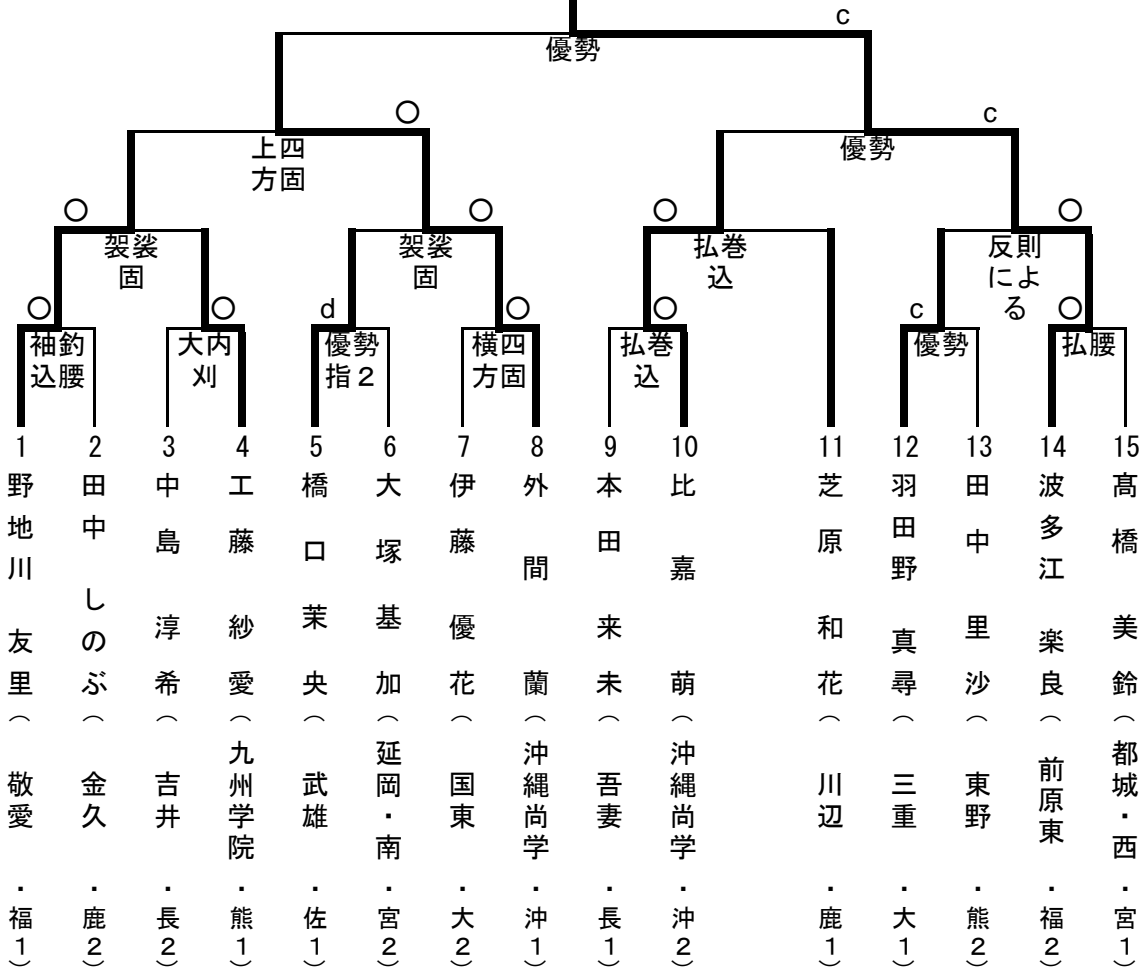 c
優勢
○
c
上四
方固
優勢
○
○
○
○
袈裟
固
袈裟
固
払巻
込
反則
によ
る
○
○
d
○
○
c
○
袖釣
込腰
大内
刈
優勢
指2
横四
方固
払巻
込
優勢
払腰
1 2 3 4 5 6 7 8 9 10 11 12 13 14 15
野地川 友里（敬愛・福1）
田中 しのぶ（金久・鹿2）
中島 淳希（吉井・長2）
工藤 紗愛（九州学院・熊1）
橋口 茉央（武雄・佐1）
大塚 基加（延岡・南・宮2）
伊藤 優花（国東・大2）
外間 蘭（沖縄尚学・沖1）
本田 来未（吾妻・長1）
比嘉 萌（沖縄尚学・沖2）
芝原 和花（川辺・鹿1）
羽田野 真尋（三重・大1）
田中 里沙（東野・熊2）
波多江 楽良（前原東・福2）
髙橋 美鈴（都城・西・宮1）